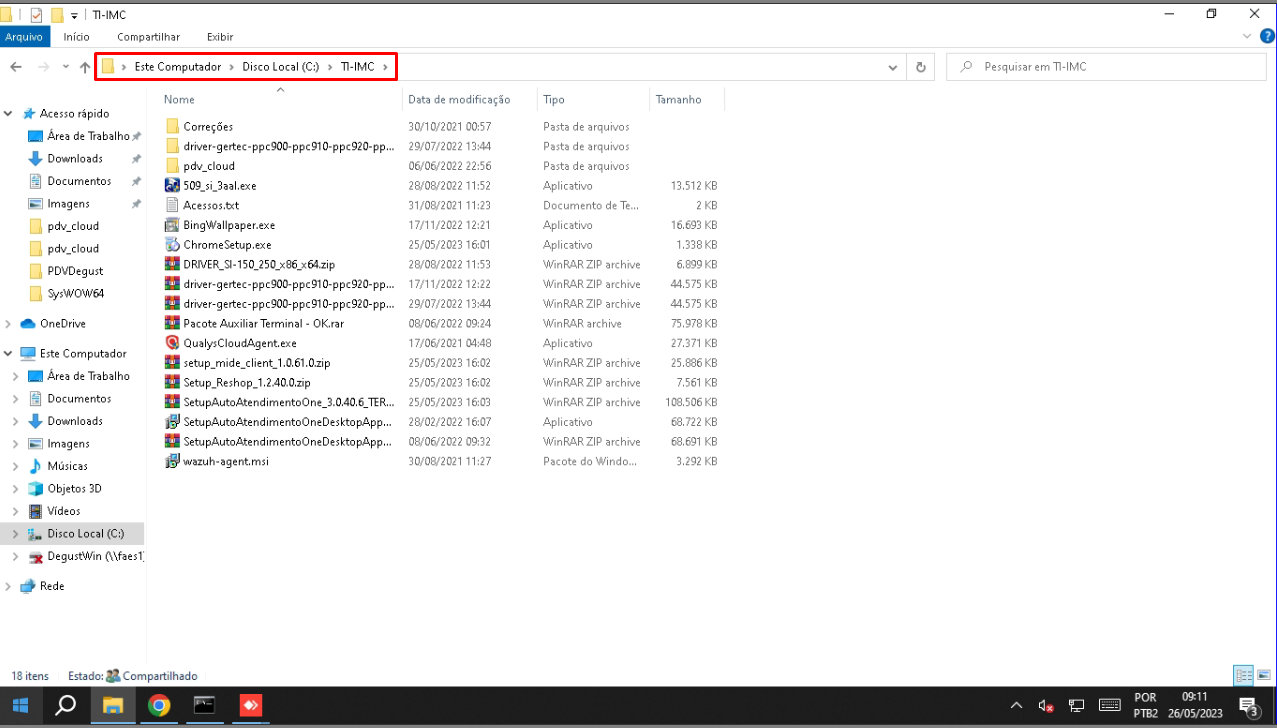 TI-IMC
Arquivo Início Compartilhar Exibir
Este Computador > Disco Local (C:) > TI-IMC >
Pesquisar em TI-IMC
Acesso rápido
Área de Trabalho
Downloads
Documentos
Imagens
pdv_cloud
pdv_cloud
PDVDegust
SysWOW64
OneDrive
Este Computador
Área de Trabalho
Documentos
Downloads
Imagens
Músicas
Objetos 3D
Vídeos
Disco Local (C:)
DegustWin (\\faes1
Rede
Nome Data de modificação Tipo Tamanho
Correções 30/10/2021 00:57 Pasta de arquivos
driver-gertec-ppc900-ppc910-ppc920-pp... 29/07/2022 13:44 Pasta de arquivos
pdv_cloud 06/06/2022 22:56 Pasta de arquivos
509_si_3aal.exe 28/08/2022 11:52 Aplicativo 13.512 KB
Acessos.txt 31/08/2021 11:23 Documento de Te... 2 KB
BingWallpaper.exe 17/11/2022 12:21 Aplicativo 16.693 KB
ChromeSetup.exe 25/05/2023 16:01 Aplicativo 1.338 KB
DRIVER_SI-150_250_x86_x64.zip 28/08/2022 11:53 WinRAR ZIP archive 6.899 KB
driver-gertec-ppc900-ppc910-ppc920-pp... 17/11/2022 12:22 WinRAR ZIP archive 44.575 KB
driver-gertec-ppc900-ppc910-ppc920-pp... 29/07/2022 13:44 WinRAR ZIP archive 44.575 KB
Pacote Auxiliar Terminal - OK.rar 08/06/2022 09:24 WinRAR archive 75.978 KB
QualysCloudAgent.exe 17/06/2021 04:48 Aplicativo 27.371 KB
setup_mide_client_1.0.61.0.zip 25/05/2023 16:02 WinRAR ZIP archive 25.886 KB
Setup_Reshop_1.2.40.0.zip 25/05/2023 16:02 WinRAR ZIP archive 7.561 KB
SetupAutoAtendimentoOne_3.0.40.6_TER... 25/05/2023 16:03 WinRAR ZIP archive 108.506 KB
SetupAutoAtendimentoOneDesktopApp... 28/02/2022 16:07 Aplicativo 68.722 KB
SetupAutoAtendimentoOneDesktopApp... 08/06/2022 09:32 WinRAR ZIP archive 68.691 KB
wazuh-agent.msi 30/08/2021 11:27 Pacote do Windo... 3.292 KB
18 itens Estado: Compartilhado
POR
PTB2
09:11
26/05/2023
3